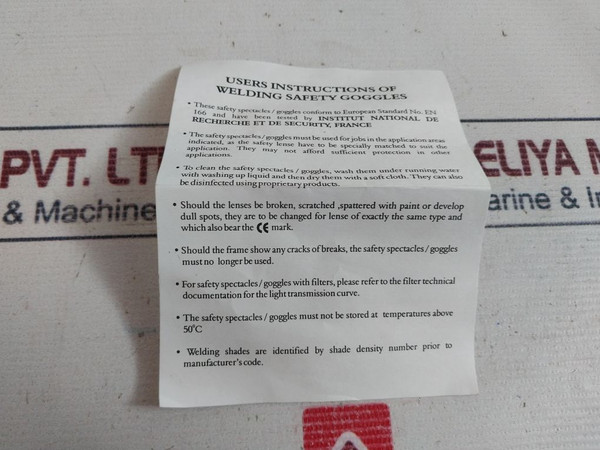 USERS INSTRUCTIONS OF
WELDING SAFETY GOGGLES
• These safety spectacles / goggles conform to European Standard No. EN
166 and have been tested by INSTITUT NATIONAL DE
RECHERCHE ET DE SECURITY, FRANCE
• The safety spectacles/goggles must be used for jobs in the application areas
indicated, as the safety lense have to be specially matched to suit the
application. They may not afford sufficient protection in other
applications.
• To clean the safety spectacles / goggles, wash them under running water
with washing up liquid and then dry them with a soft cloth. They can also
be disinfected using proprietary products.
• Should the lenses be broken, scratched ,spattered with paint or develop
dull spots, they are to be changed for lense of exactly the same type and
which also bear the CE mark.
• Should the frame show any cracks of breaks, the safety spectacles/goggles
must no longer be used.
• For safety spectacles/goggles with filters, please refer to the filter technical
documentation for the light transmission curve.
• The safety spectacles / goggles must not be stored at temperatures above
50°C
• Welding shades are identified by shade density number prior to
manufacturer's code.
PVT. LT
& Machine
ELIYA M
arine & I